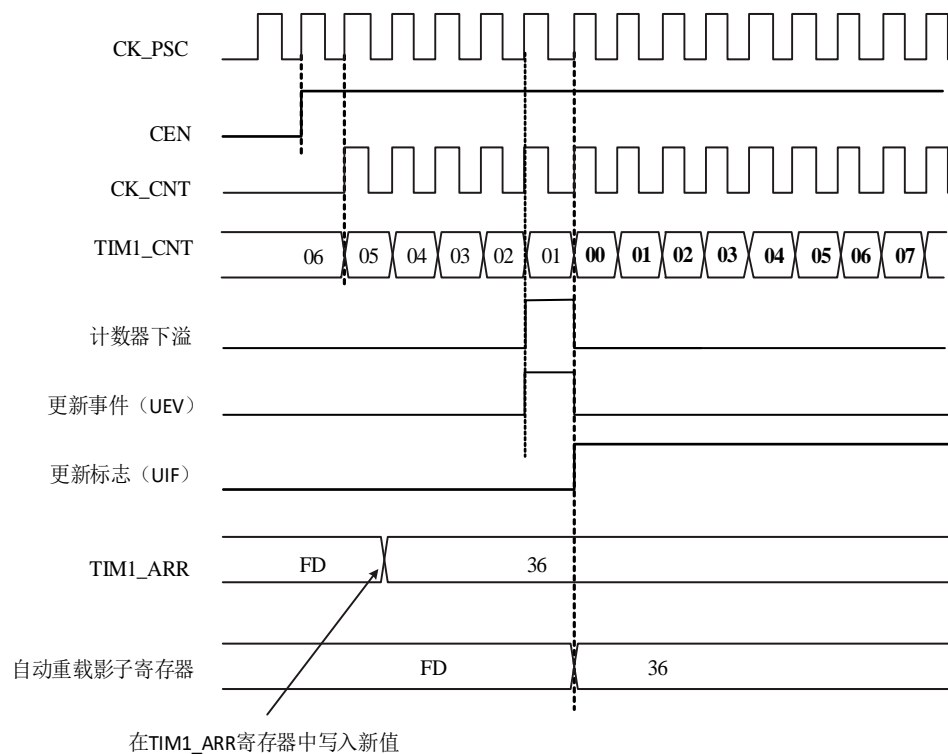 CK_PSC
CEN
CK_CNT
TIM1_CNT 06 05 04 03 02 01 00 01 02 03 04 05 06 07
计数器下溢
更新事件（UEV）
更新标志（UIF）
TIM1_ARR FD 36
自动重载影子寄存器 FD 36
在TIM1_ARR寄存器中写入新值